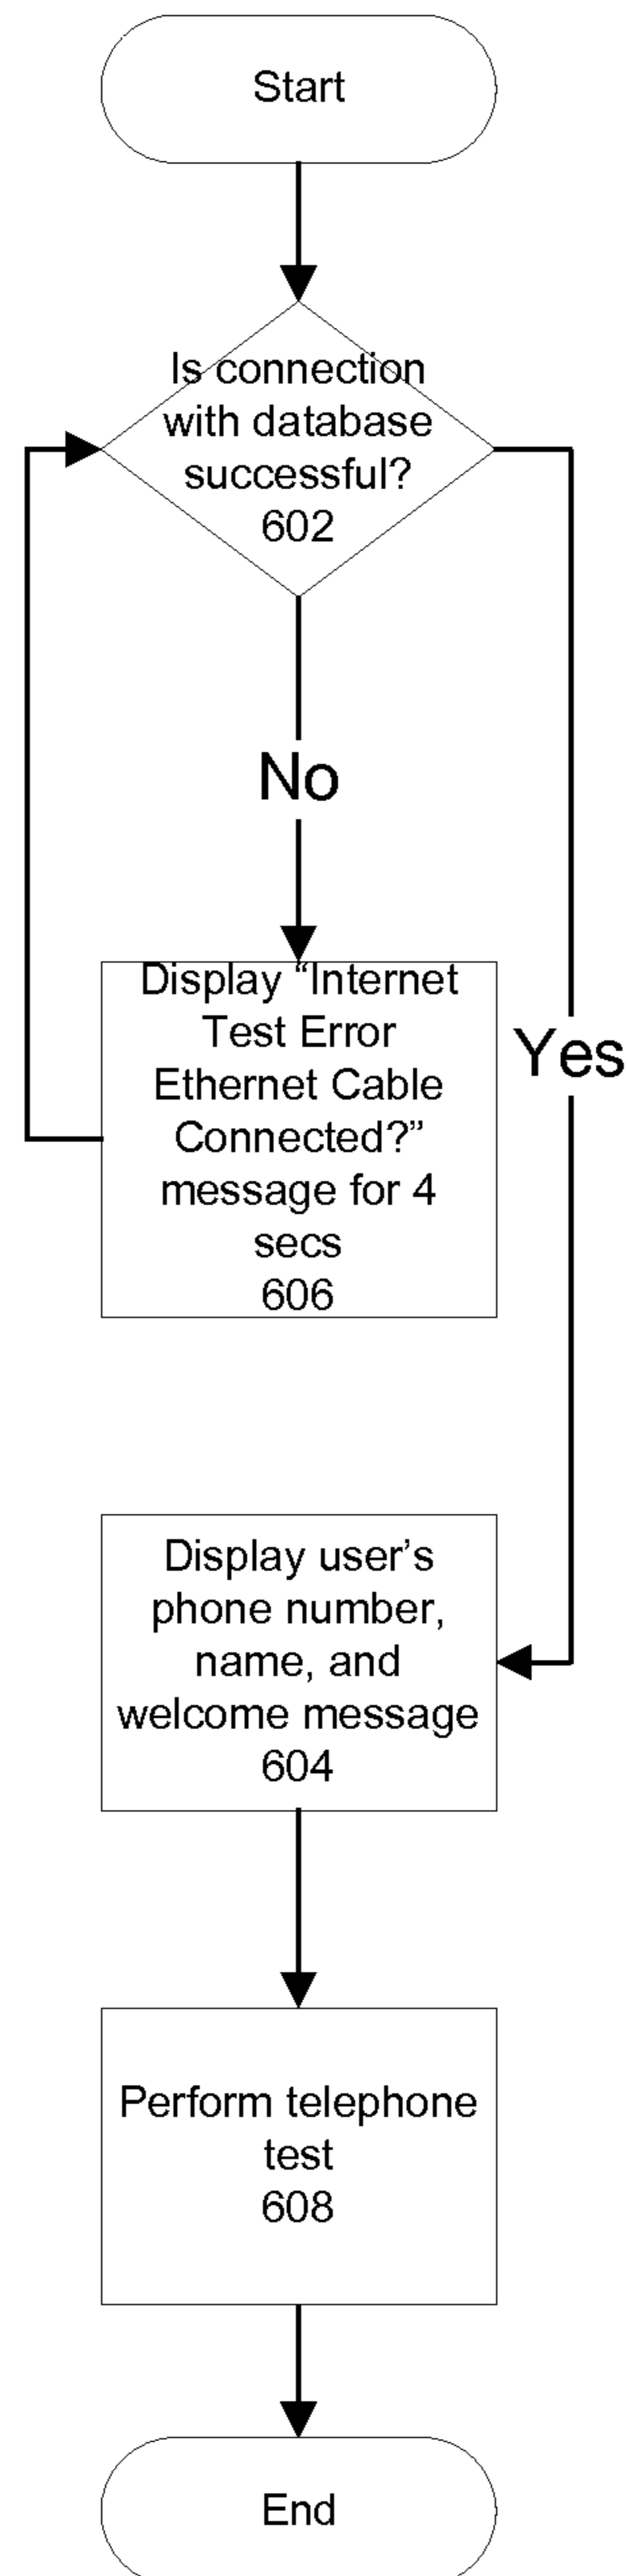 Start
Is connection
with database
successful?
602
No
Display “Internet
Test Error
Ethernet Cable
Connected?”
message for 4
secs
606
Yes
Display user’s
phone number,
name, and
welcome message
604
Perform telephone
test
608
End